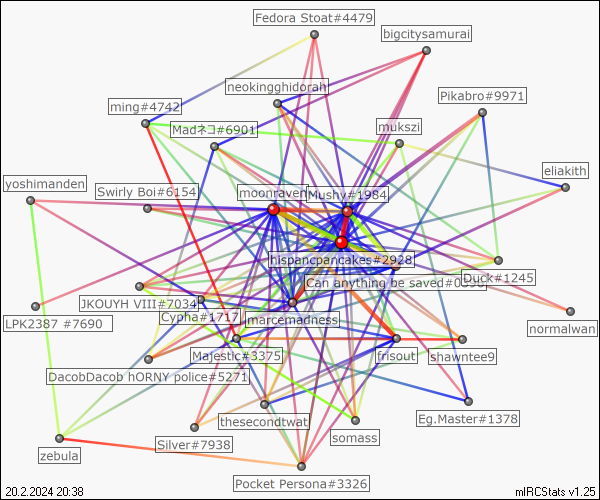 Fedora Stoat#4479
bigcitysamurai
neokingghidorah
Pikabro#9971
ming#4742
Madネコ#6901
mukszi
eliakith
yoshimanden
Swirly Boi#6154
moonraven
Mushy#1984
hispancpancakes#2928
Duck#1245
Can anything be saved#0
JKOUYH VIII#7034
Cypha#1717
marcemadness
LPK2387 #7690
normalwan
Majestic#3375
frisout
shawntee9
DacobDacob hORNY police#5271
thesecondtwat
Eg.Master#1378
somass
Silver#7938
zebula
Pocket Persona#3326
20.2.2024 20:38
mIRCStats v1.25